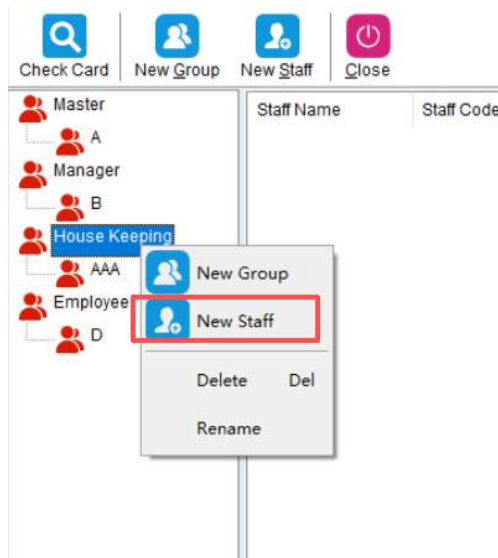 Check Card New Group New Staff Close
Staff Name Staff Code
Master
A
Manager
B
House Keeping
AAA
Employee
D
New Group
New Staff
Delete Del
Rename